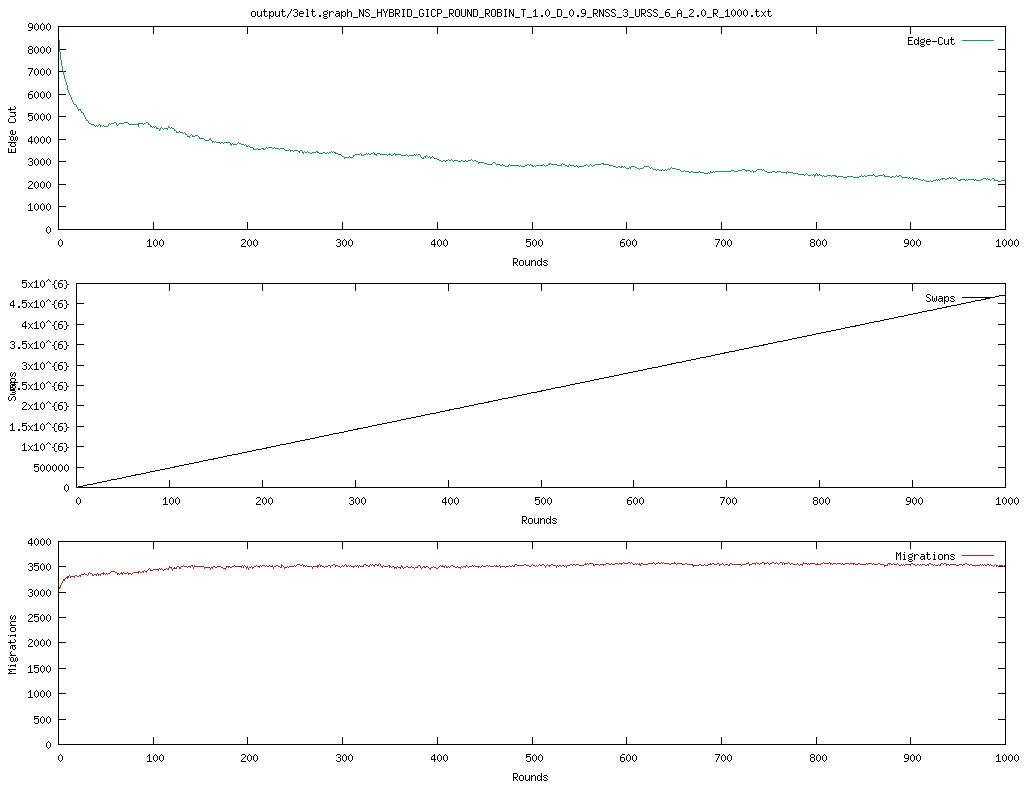 output/3elt.graph_NS_HYBRID_GICP_ROUND_ROBIN_T_1.0_D_0.9_RNSS_3_URSS_6_A_2.0_R_1000.txt
9000
8000
7000
6000
5000
4000
3000
2000
1000
0
Edge Cut
Edge-Cut
0 100 200 300 400 500 600 700 800 900 1000
Rounds
5x10^{6}
4.5x10^{6}
4x10^{6}
3.5x10^{6}
3x10^{6}
2.5x10^{6}
2x10^{6}
1.5x10^{6}
1x10^{6}
500000
0
Swaps
Swaps
0 100 200 300 400 500 600 700 800 900 1000
Rounds
4000
3500
3000
2500
2000
1500
1000
500
0
Migrations
Migrations
0 100 200 300 400 500 600 700 800 900 1000
Rounds